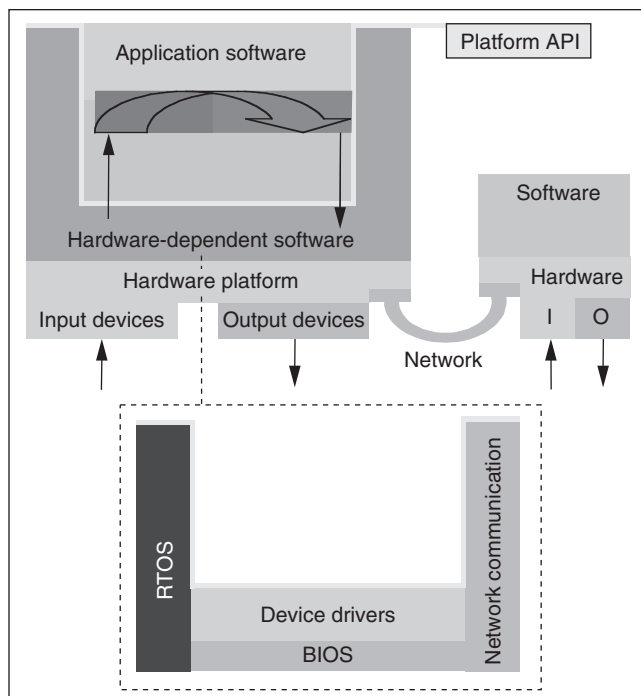 Platform API
Application software
Software
Hardware-dependent software
Hardware platform
Hardware
Input devices
Output devices
I
O
Network
RTOS
Network communication
Device drivers
BIOS